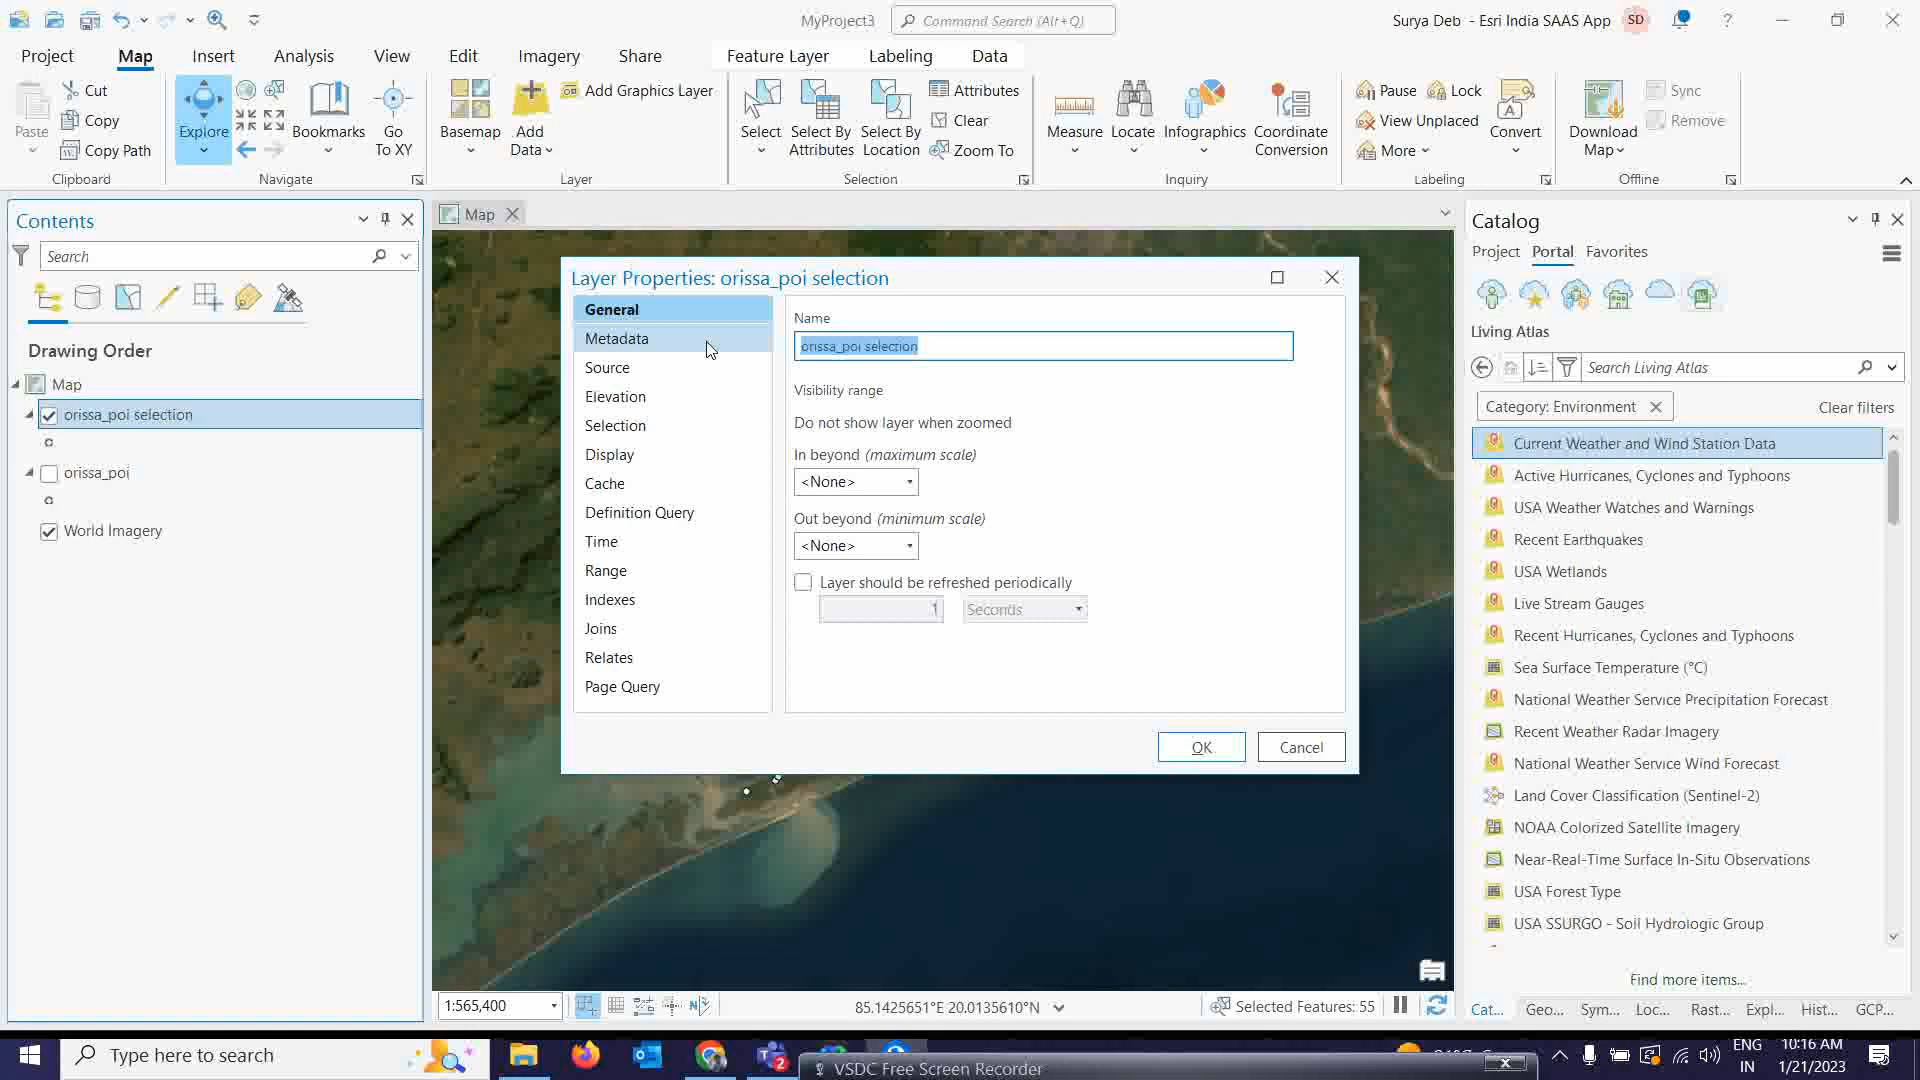 MyProject3
Command Search (Alt+Q)
Surya Deb - Esri India SAAS App
SD
?
Project
Map
Insert
Analysis
View
Edit
Imagery
Share
Feature Layer
Labeling
Data
Paste
Cut
Copy
Copy Path
Clipboard
Explore
Bookmarks
Go
To XY
Navigate
Basemap
Add
Data
Add Graphics Layer
Layer
Select
Select By
Attributes
Select By
Location
Attributes
Clear
Zoom To
Selection
Measure
Locate
Infographics
Coordinate
Conversion
Inquiry
Pause
Lock
View Unplaced
More
Convert
Labeling
Download
Map
Sync
Remove
Offline
Contents
Search
Drawing Order
Map
orissa_poi selection
orissa_poi
World Imagery
Map
Layer Properties: orissa_poi selection
General
Metadata
Source
Elevation
Selection
Display
Cache
Definition Query
Time
Range
Indexes
Joins
Relates
Page Query
Name
orissa_poi selection
Visibility range
Do not show layer when zoomed
In beyond (maximum scale)
<None>
Out beyond (minimum scale)
<None>
Layer should be refreshed periodically
1
Seconds
OK
Cancel
1:565,400
85.1425651°E 20.0135610°N
Selected Features: 55
Catalog
Project
Portal
Favorites
Living Atlas
Search Living Atlas
Category: Environment
Clear filters
Current Weather and Wind Station Data
Active Hurricanes, Cyclones and Typhoons
USA Weather Watches and Warnings
Recent Earthquakes
USA Wetlands
Live Stream Gauges
Recent Hurricanes, Cyclones and Typhoons
Sea Surface Temperature (°C)
National Weather Service Precipitation Forecast
Recent Weather Radar Imagery
National Weather Service Wind Forecast
Land Cover Classification (Sentinel-2)
NOAA Colorized Satellite Imagery
Near-Real-Time Surface In-Situ Observations
USA Forest Type
USA SSURGO - Soil Hydrologic Group
Find more items...
Cat...
Geo...
Sym...
Loc...
Rast...
Expl...
Hist...
GCP...
Type here to search
2
VSDC Free Screen Recorder
ENG
IN
10:16 AM
1/21/2023